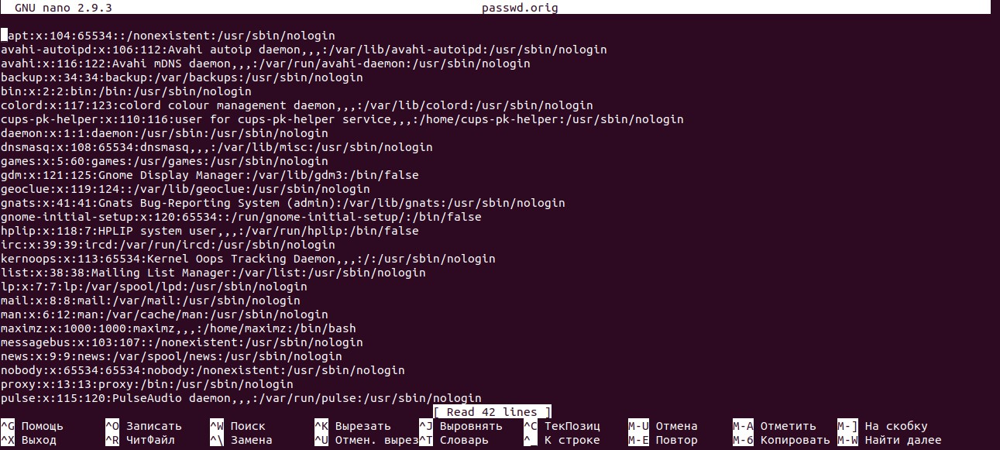 GNU nano 2.9.3 passwd.orig
_apt:x:104:65534::/nonexistent:/usr/sbin/nologin
avahi-autoipd:x:106:112:Avahi autoip daemon,,,:/var/lib/avahi-autoipd:/usr/sbin/nologin
avahi:x:116:122:Avahi mDNS daemon,,,:/var/run/avahi-daemon:/usr/sbin/nologin
backup:x:34:34:backup:/var/backups:/usr/sbin/nologin
bin:x:2:2:bin:/bin:/usr/sbin/nologin
colord:x:117:123:colord colour management daemon,,,:/var/lib/colord:/usr/sbin/nologin
cups-pk-helper:x:110:116:user for cups-pk-helper service,,,:/home/cups-pk-helper:/usr/sbin/nologin
daemon:x:1:1:daemon:/usr/sbin:/usr/sbin/nologin
dnsmasq:x:108:65534:dnsmasq,,,:/var/lib/misc:/usr/sbin/nologin
games:x:5:60:games:/usr/games:/usr/sbin/nologin
gdm:x:121:125:Gnome Display Manager:/var/lib/gdm3:/bin/false
geoclue:x:119:124::/var/lib/geoclue:/usr/sbin/nologin
gnats:x:41:41:Gnats Bug-Reporting System (admin):/var/lib/gnats:/usr/sbin/nologin
gnome-initial-setup:x:120:65534::/run/gnome-initial-setup/:/bin/false
hplip:x:118:7:HPLIP system user,,,:/var/run/hplip:/bin/false
irc:x:39:39:ircd:/var/run/ircd:/usr/sbin/nologin
kernoops:x:113:65534:Kernel Oops Tracking Daemon,,,:/:/usr/sbin/nologin
list:x:38:38:Mailing List Manager:/var/list:/usr/sbin/nologin
lp:x:7:7:lp:/var/spool/lpd:/usr/sbin/nologin
mail:x:8:8:mail:/var/mail:/usr/sbin/nologin
man:x:6:12:man:/var/cache/man:/usr/sbin/nologin
maximz:x:1000:1000:maximz,,,:/home/maximz:/bin/bash
messagebus:x:103:107::/nonexistent:/usr/sbin/nologin
news:x:9:9:news:/var/spool/news:/usr/sbin/nologin
nobody:x:65534:65534:nobody:/nonexistent:/usr/sbin/nologin
proxy:x:13:13:proxy:/bin:/usr/sbin/nologin
pulse:x:115:120:PulseAudio daemon,,,:/var/run/pulse:/usr/sbin/nologin
[ Read 42 lines ]
^G Помощь ^O Записать ^W Поиск ^K Вырезать ^J Выровнять ^C ТекПозиц M-U Отмена M-A Отметить M-] На скобку
^X Выход ^R ЧитФайл ^\ Замена ^U Отмен. вырез ^T Словарь ^_ К строке M-E Повтор M-6 Копировать M-W Найти далее